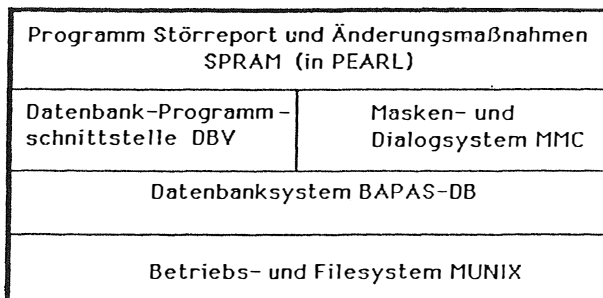 Programm Störreport und Änderungsmaßnahmen
SPRAM (in PEARL)
Datenbank-Programm-
schnittstelle DBV
Masken- und
Dialogsystem MMC
Datenbanksystem BAPAS-DB
Betriebs- und Filesystem MUNIX